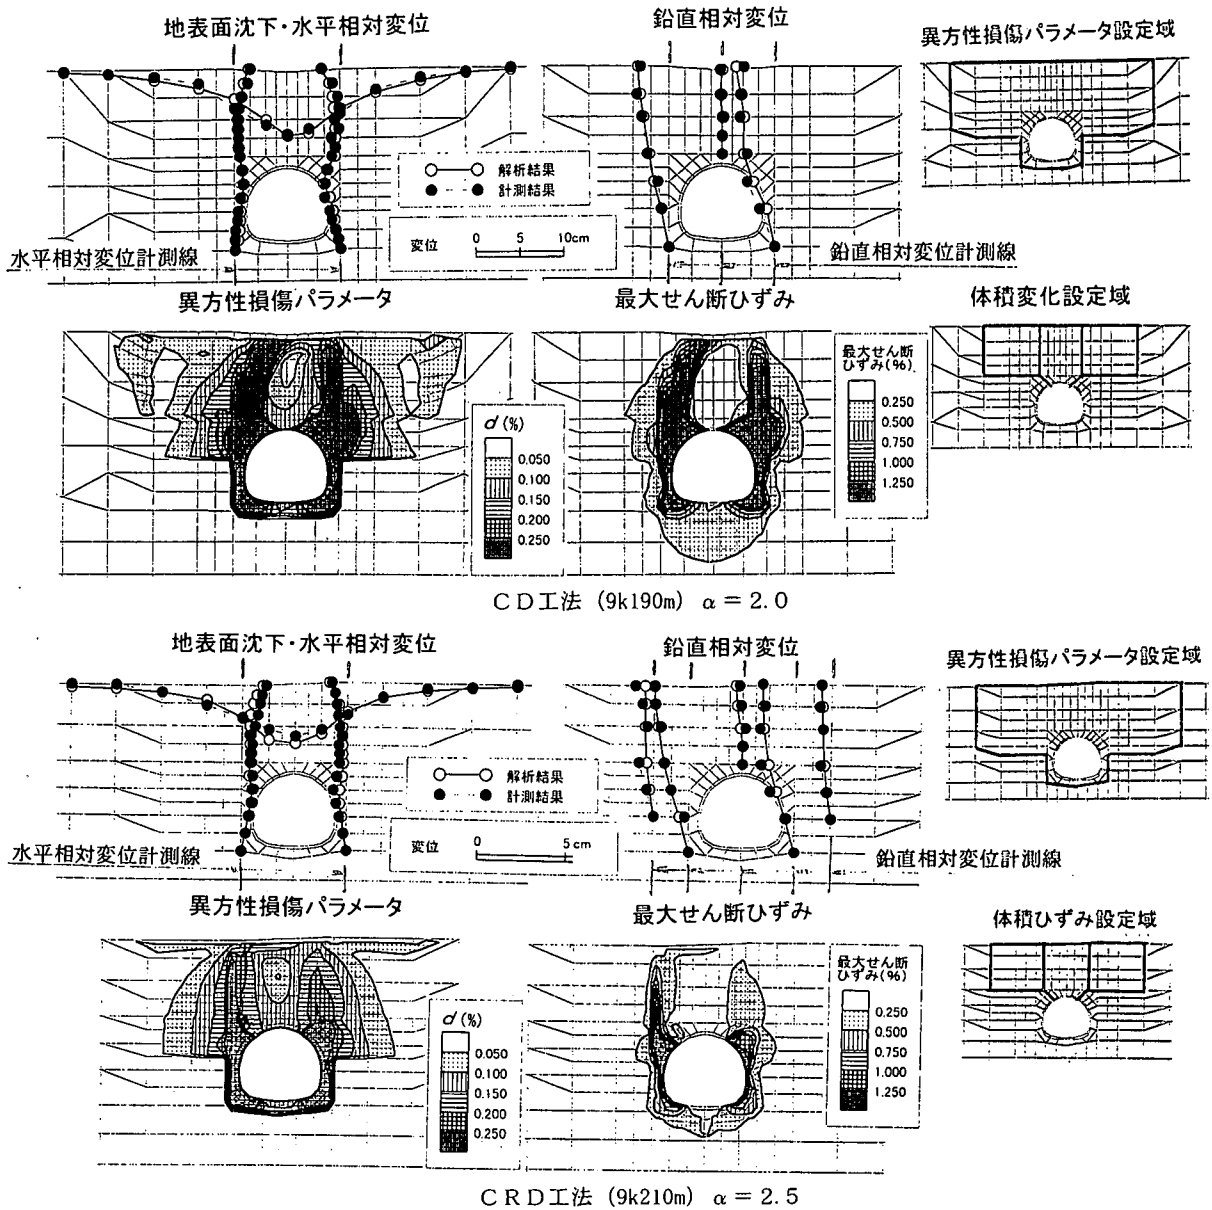 地表面沈下・水平相対変位
鉛直相対変位
異方性損傷パラメータ設定域
解析結果
計測結果
変位 0 5 10cm
水平相対変位計測線
鉛直相対変位計測線
異方性損傷パラメータ
最大せん断ひずみ
体積変化設定域
d (%)
0.050
0.100
0.150
0.200
0.250
最大せん断
ひずみ(%)
0.250
0.500
0.750
1.000
1.250
CD工法 (9k190m) α = 2.0
地表面沈下・水平相対変位
鉛直相対変位
異方性損傷パラメータ設定域
解析結果
計測結果
変位 0 5cm
水平相対変位計測線
鉛直相対変位計測線
異方性損傷パラメータ
最大せん断ひずみ
体積ひずみ設定域
d (%)
0.050
0.100
0.150
0.200
0.250
最大せん断
ひずみ(%)
0.250
0.500
0.750
1.000
1.250
CRD工法 (9k210m) α = 2.5